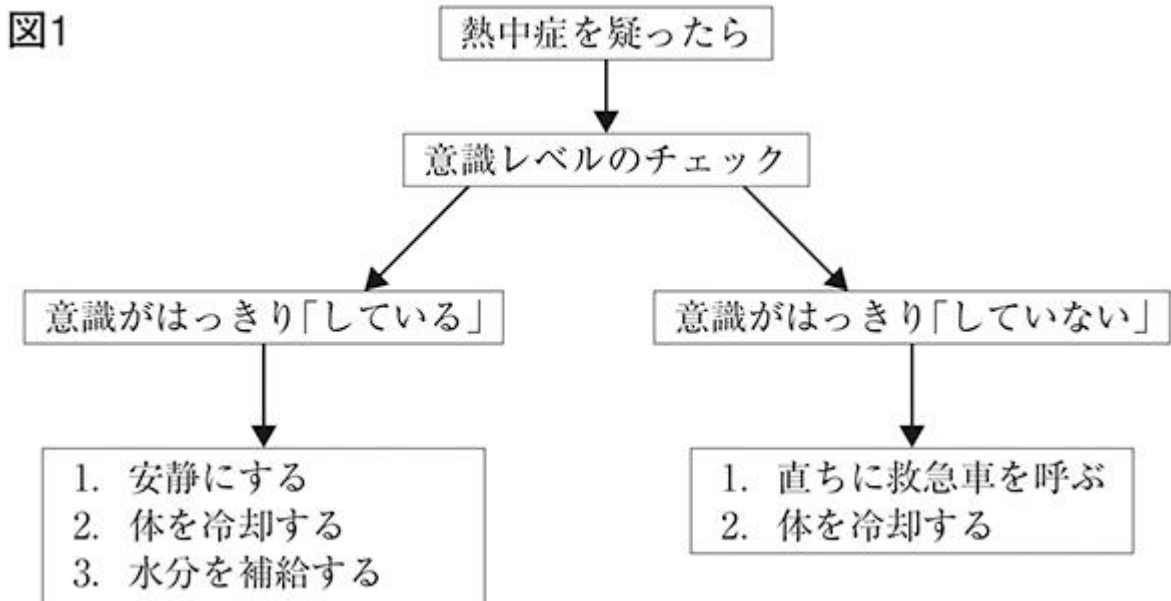 図1
熱中症を疑ったら
意識レベルのチェック
意識がはっきり「している」
意識がはっきり「していない」
1. 安静にする
2. 体を冷却する
3. 水分を補給する
1. 直ちに救急車を呼ぶ
2. 体を冷却する